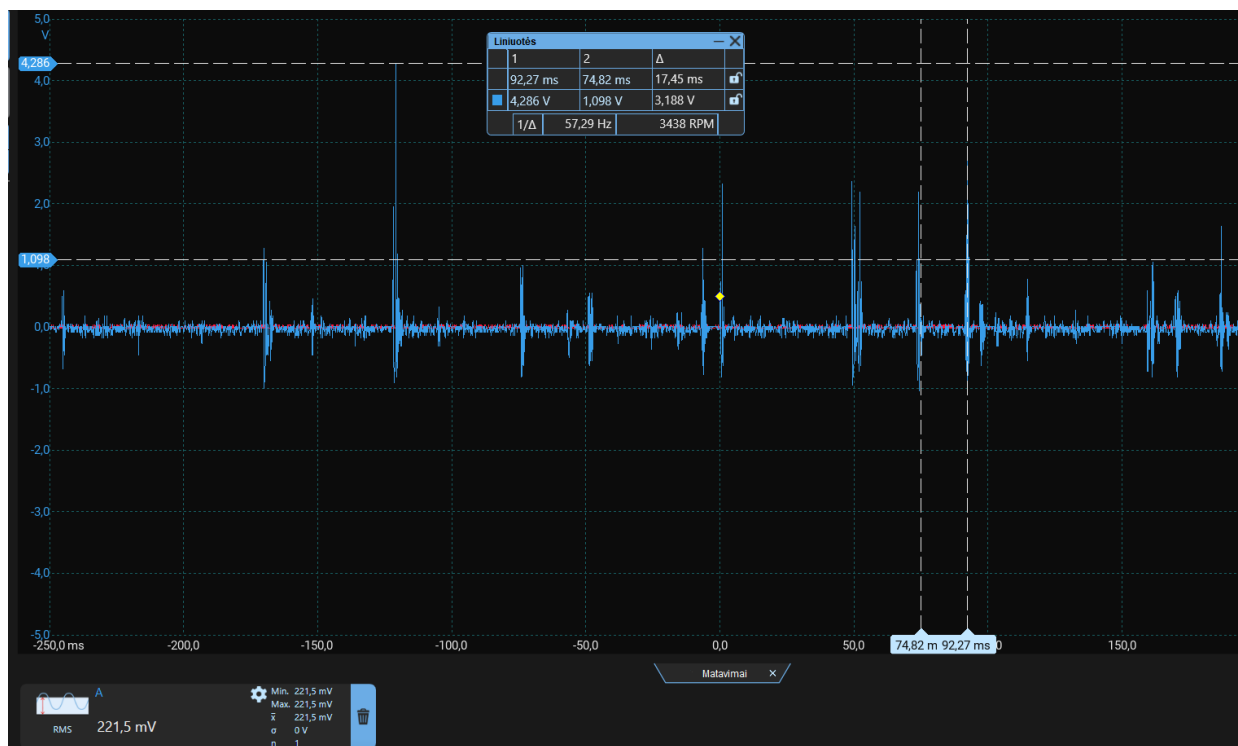 5,0
V
4,286
4,0
3,0
2,0
1,098
0,0
-1,0
-2,0
-3,0
-4,0
-5,0
Liniuotės
1 2 Δ
92,27 ms 74,82 ms 17,45 ms
4,286 V 1,098 V 3,188 V
1/Δ 57,29 Hz 3438 RPM
-250,0 ms -200,0 -150,0 -100,0 -50,0 0,0 50,0 74,82 m 92,27 ms 0 150,0
Matavimai ×
A
RMS
221,5 mV
Min. 221,5 mV
Max. 221,5 mV
x̄ 221,5 mV
σ 0 V
n 1